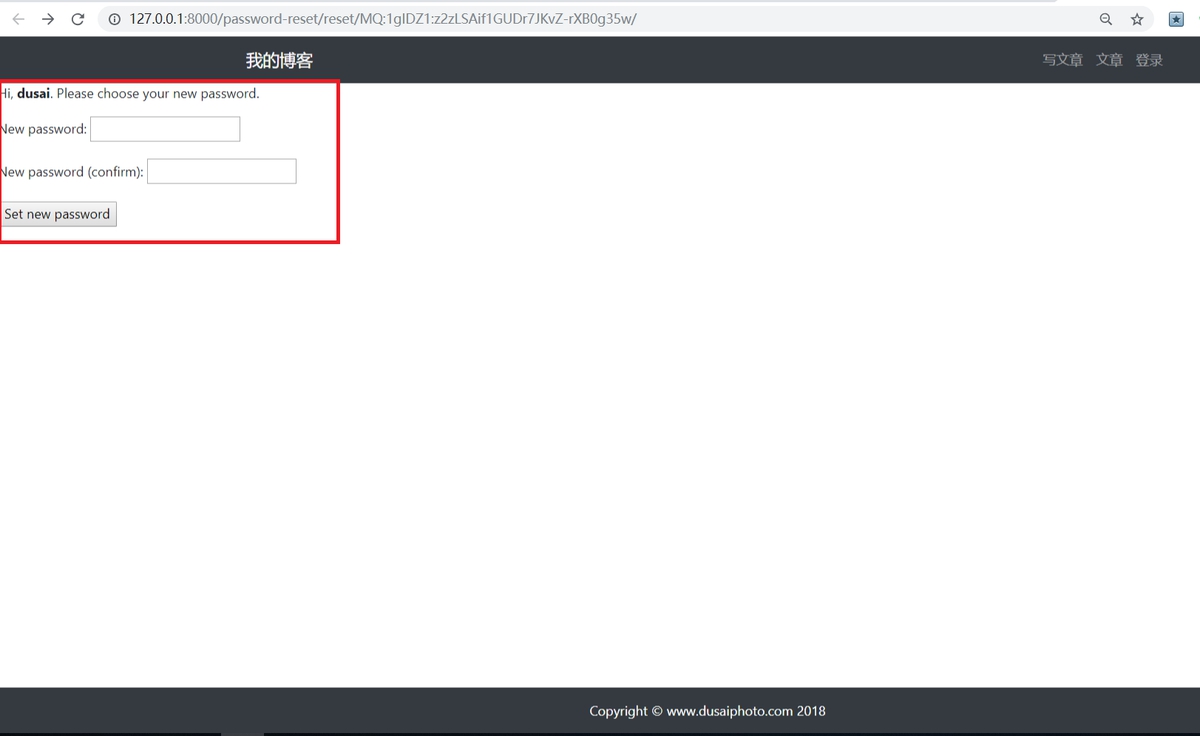 127.0.0.1:8000/password-reset/reset/MQ:1gIDZ1:z2zLSAif1GUDr7JKvZ-rXB0g35w/
我的博客 写文章 文章 登录
Hi, dusai. Please choose your new password.
New password:
New password (confirm):
Set new password
Copyright © www.dusaiphoto.com 2018